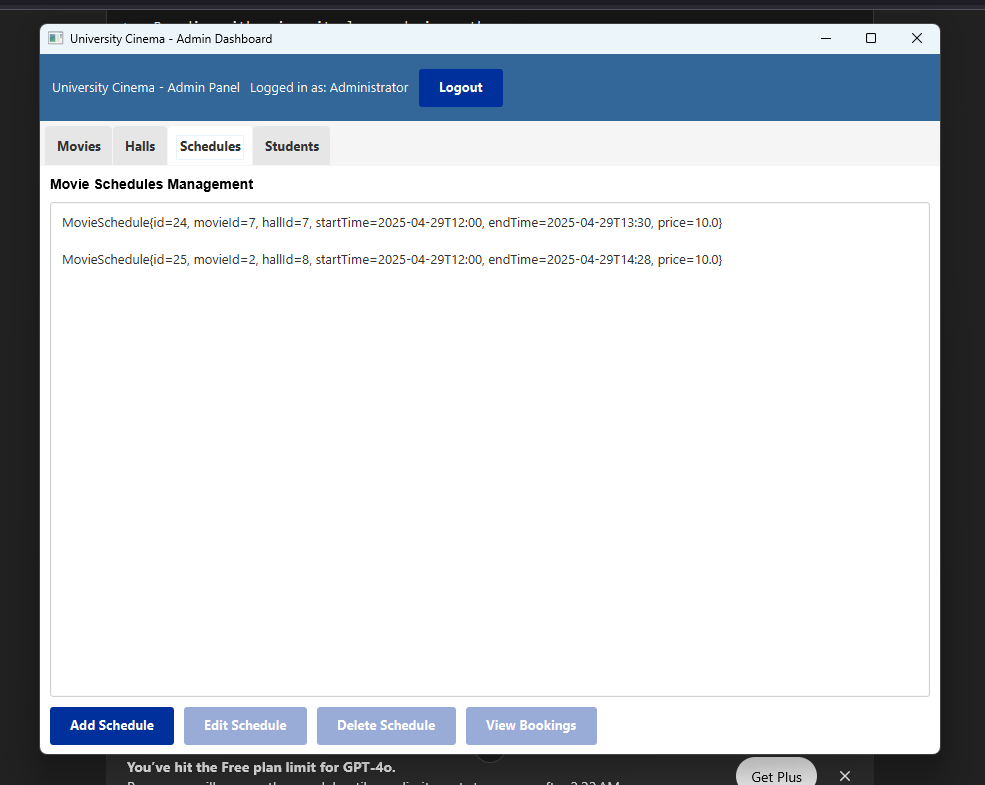 University Cinema - Admin Dashboard
University Cinema - Admin Panel Logged in as: Administrator Logout
Movies Halls Schedules Students
Movie Schedules Management
MovieSchedule{id=24, movieId=7, hallId=7, startTime=2025-04-29T12:00, endTime=2025-04-29T13:30, price=10.0}
MovieSchedule{id=25, movieId=2, hallId=8, startTime=2025-04-29T12:00, endTime=2025-04-29T14:28, price=10.0}
Add Schedule Edit Schedule Delete Schedule View Bookings
You've hit the Free plan limit for GPT-4o.
Get Plus